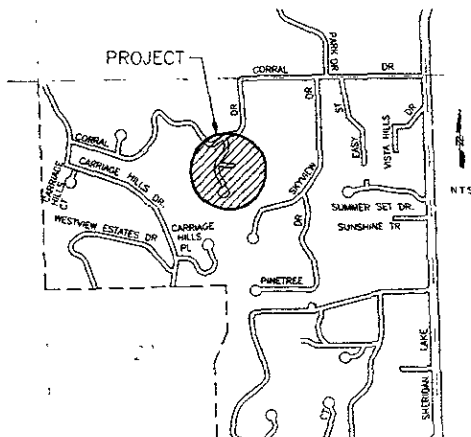 PROJECT
PARK DR
CORRAL DR
DR
DR
EASY ST
VISTA HILLS DR
CORRAL
CARRIAGE HILLS DR.
CARRIAGE HILLS CT
SKYVIEW DR
NTS
SUMMER SET DR.
SUNSHINE TR
WESTVIEW ESTATES DR
CARRIAGE HILLS PL
PINETREE
SHERIDAN LAKE